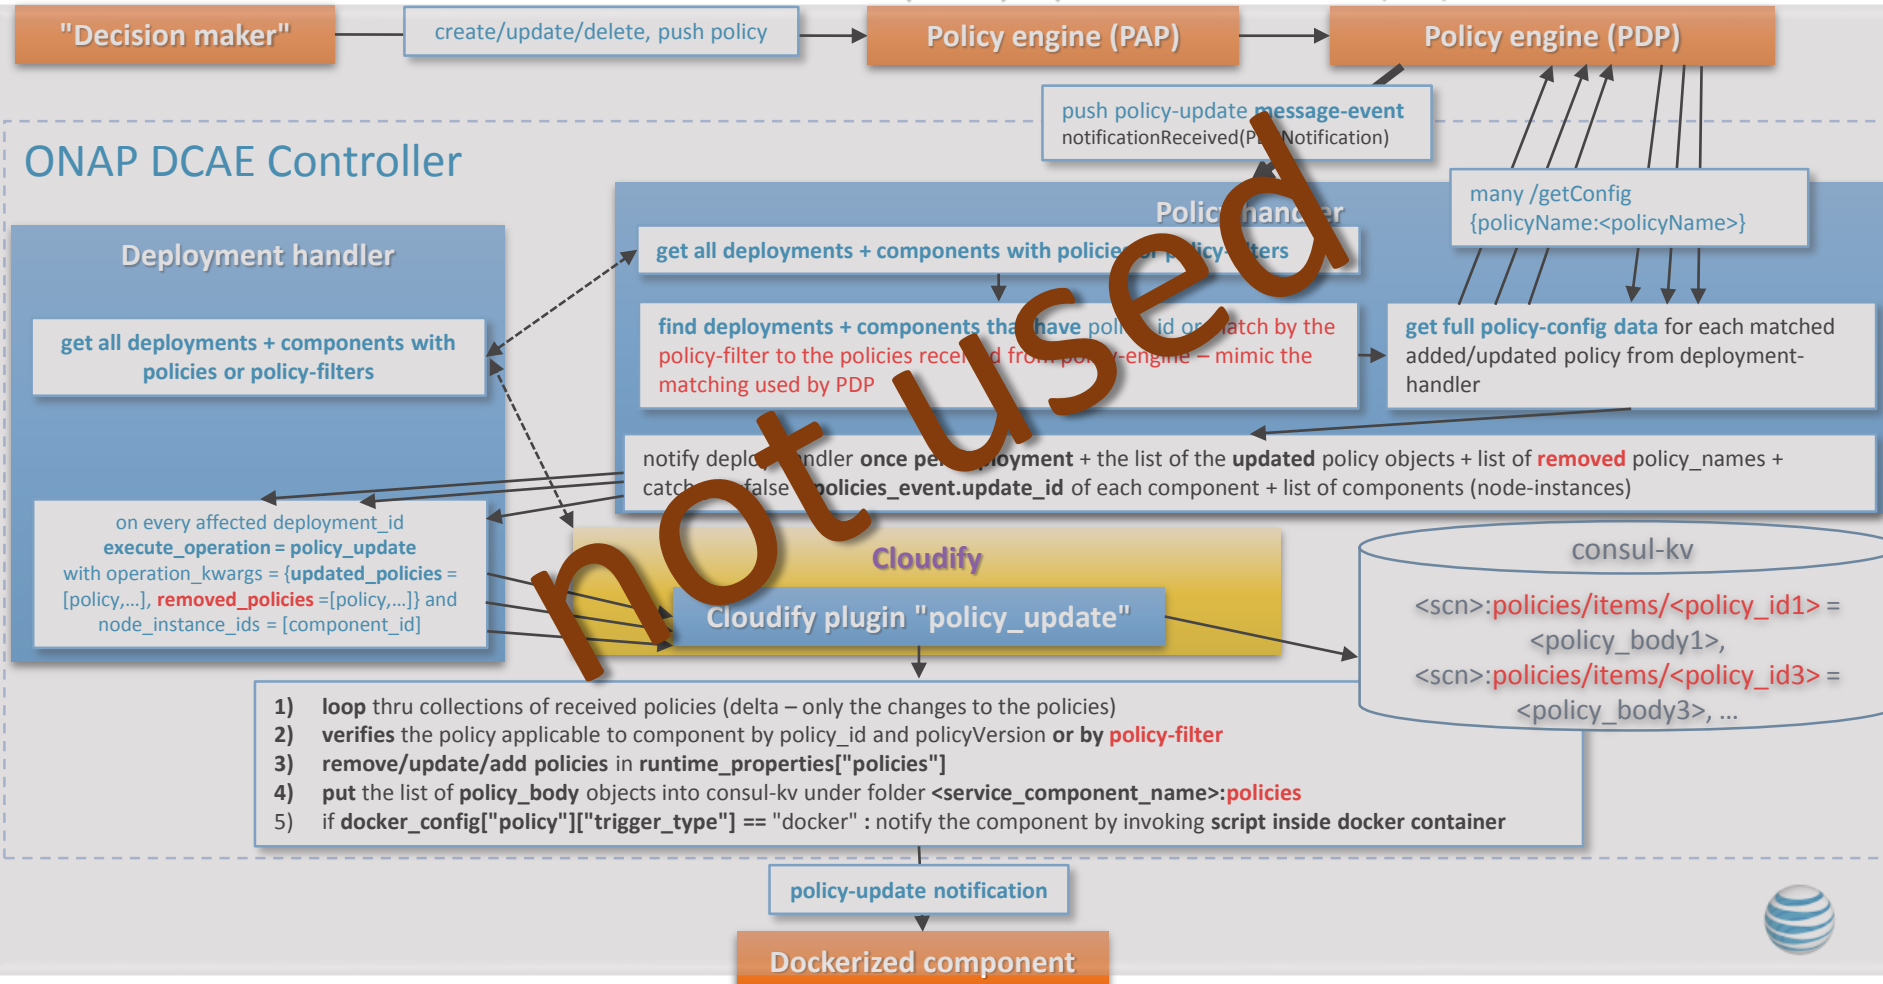 "Decision maker"
create/update/delete, push policy
Policy engine (PAP)
Policy engine (PDP)
push policy-update message-event
notificationReceived( Notification)
ONAP DCAE Controller
many /getConfig
{policyName:<policyName>}
Policy handler
Deployment handler
get all deployments + components with policies or policy-filters
get all deployments + components with
policies or policy-filters
find deployments + components that have policy id or match by the
policy-filter to the policies received from policy-engine – mimic the
matching used by PDP
get full policy-config data for each matched
added/updated policy from deployment-
handler
notify deploy handler once per deployment + the list of the updated policy objects + list of removed policy_names +
catch false policies_event.update_id of each component + list of components (node-instances)
on every affected deployment_id
execute_operation = policy_update
with operation_kwargs = {updated_policies =
[policy,...], removed_policies =[policy,...]} and
node_instance_ids = [component_id]
Cloudify
Cloudify plugin "policy_update"
consul-kv
<scn>:policies/items/<policy_id1> =
<policy_body1>,
<scn>:policies/items/<policy_id3> =
<policy_body3>, ...
1) loop thru collections of received policies (delta – only the changes to the policies)
2) verifies the policy applicable to component by policy_id and policyVersion or by policy-filter
3) remove/update/add policies in runtime_properties["policies"]
4) put the list of policy_body objects into consul-kv under folder <service_component_name>:policies
5) if docker_config["policy"]["trigger_type"] == "docker" : notify the component by invoking script inside docker container
policy-update notification
Dockerized component
not used